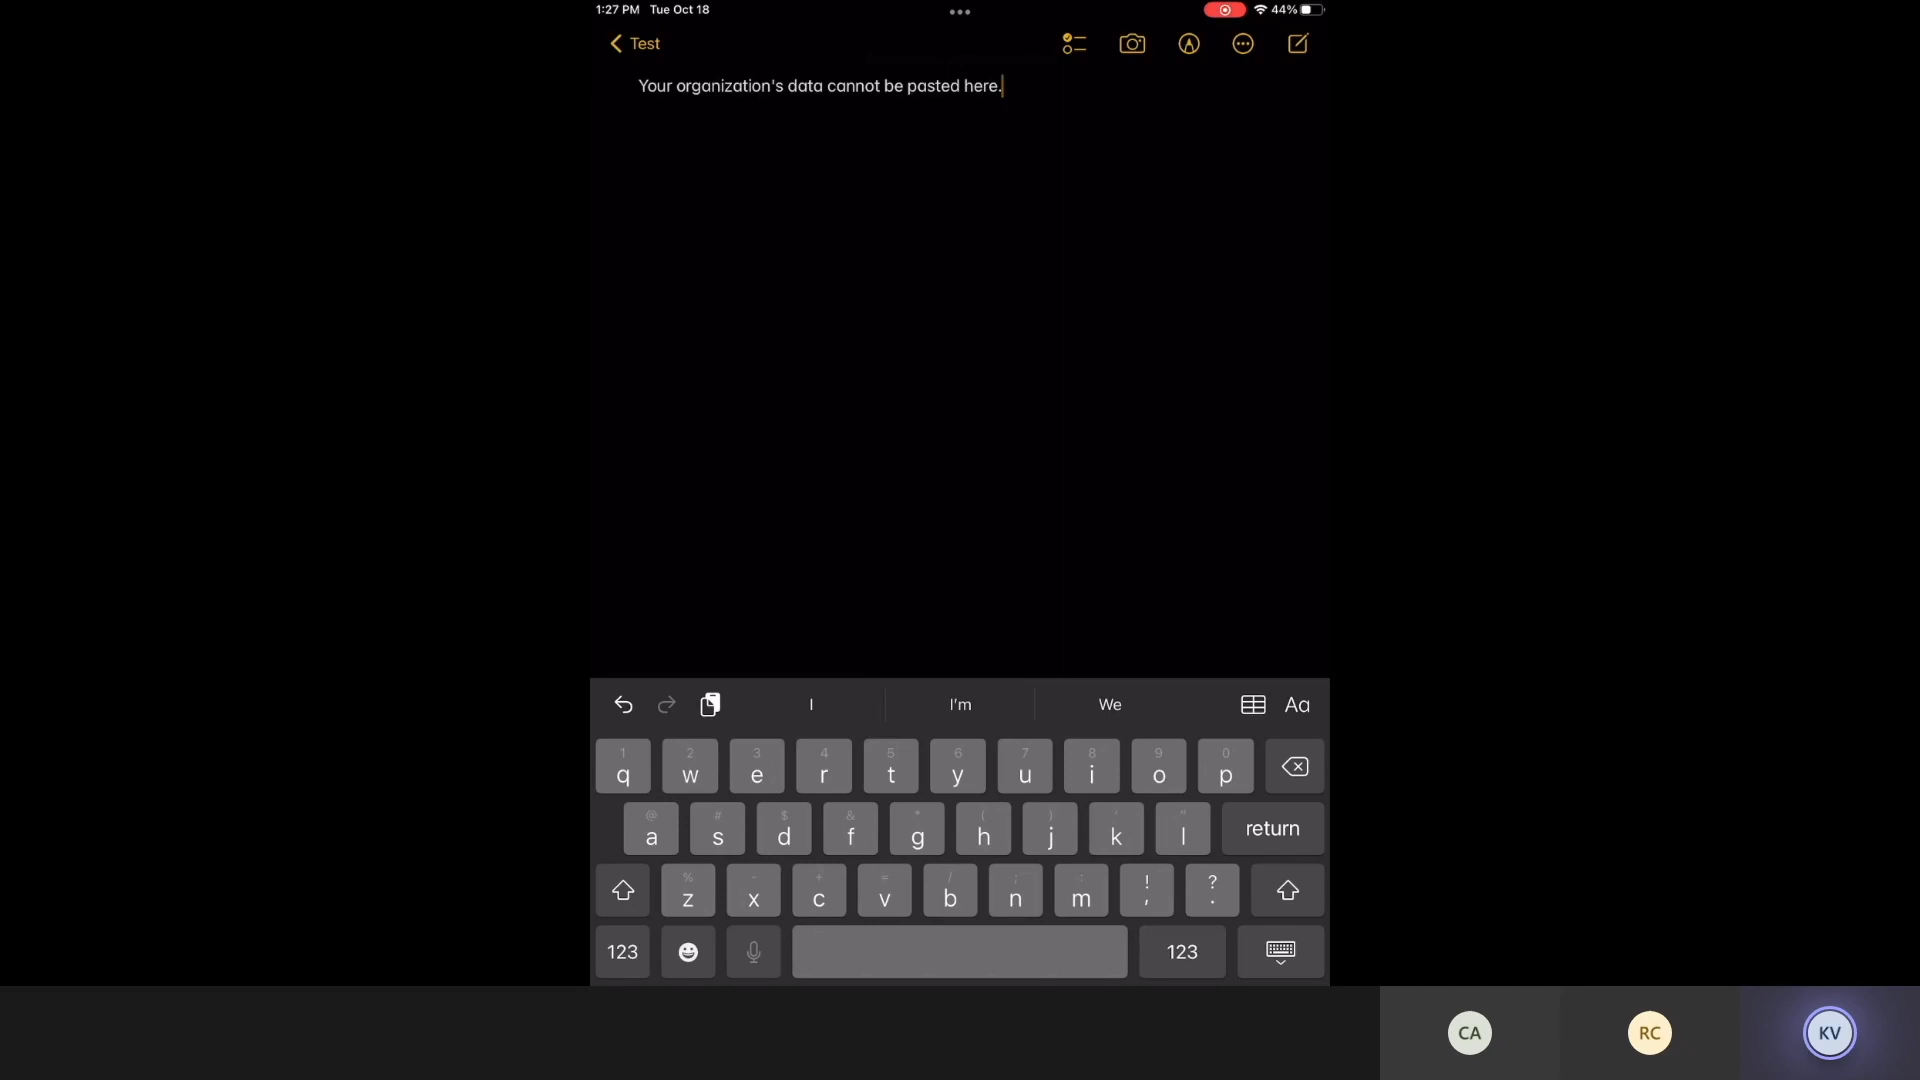 1:27 PM Tue Oct 18
44%
Test
Your organization's data cannot be pasted here.
I I'm We
Aa
1 2 3 4 5 6 7 8 9 0
q w e r t y u i o p
@ # $ & * ( ) ' "
a s d f g h j k l return
% - + = / ; : ! ?
z x c v b n m , .
123 123
CA RC KV